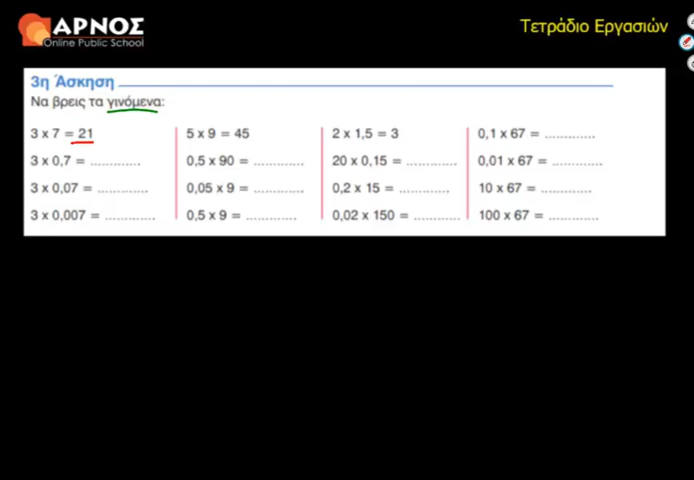 ΑΡΝΟΣ
Online Public School
Τετράδιο Εργασιών
3η Άσκηση
Να βρεις τα γινόμενα:
3 x 7 = 21
3 x 0,7 = ............
3 x 0,07 = ............
3 x 0,007 = ............
5 x 9 = 45
0,5 x 90 = ............
0,05 x 9 = ............
0,5 x 9 = ............
2 x 1,5 = 3
20 x 0,15 = ............
0,2 x 15 = ............
0,02 x 150 = ............
0,1 x 67 = ............
0,01 x 67 = ............
10 x 67 = ............
100 x 67 = ............